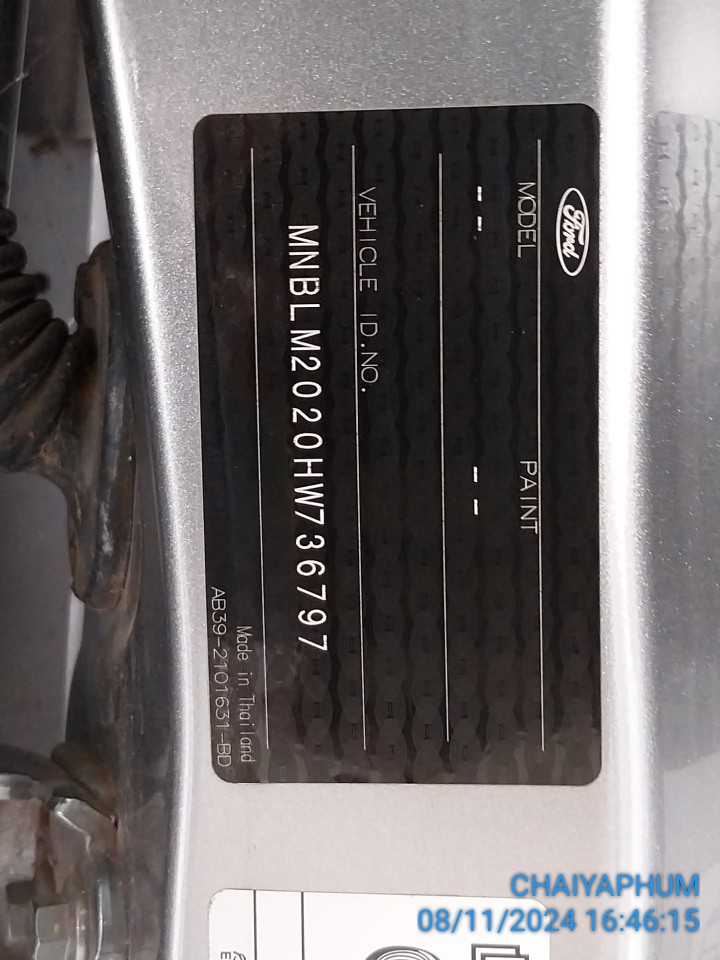 Ford
MODEL PAINT
-- --
VEHICLE ID.NO.
MNBLM2020HW736797
Made in Thailand
AB39-2101631-BD
CHAIYAPHUM
08/11/2024 16:46:15